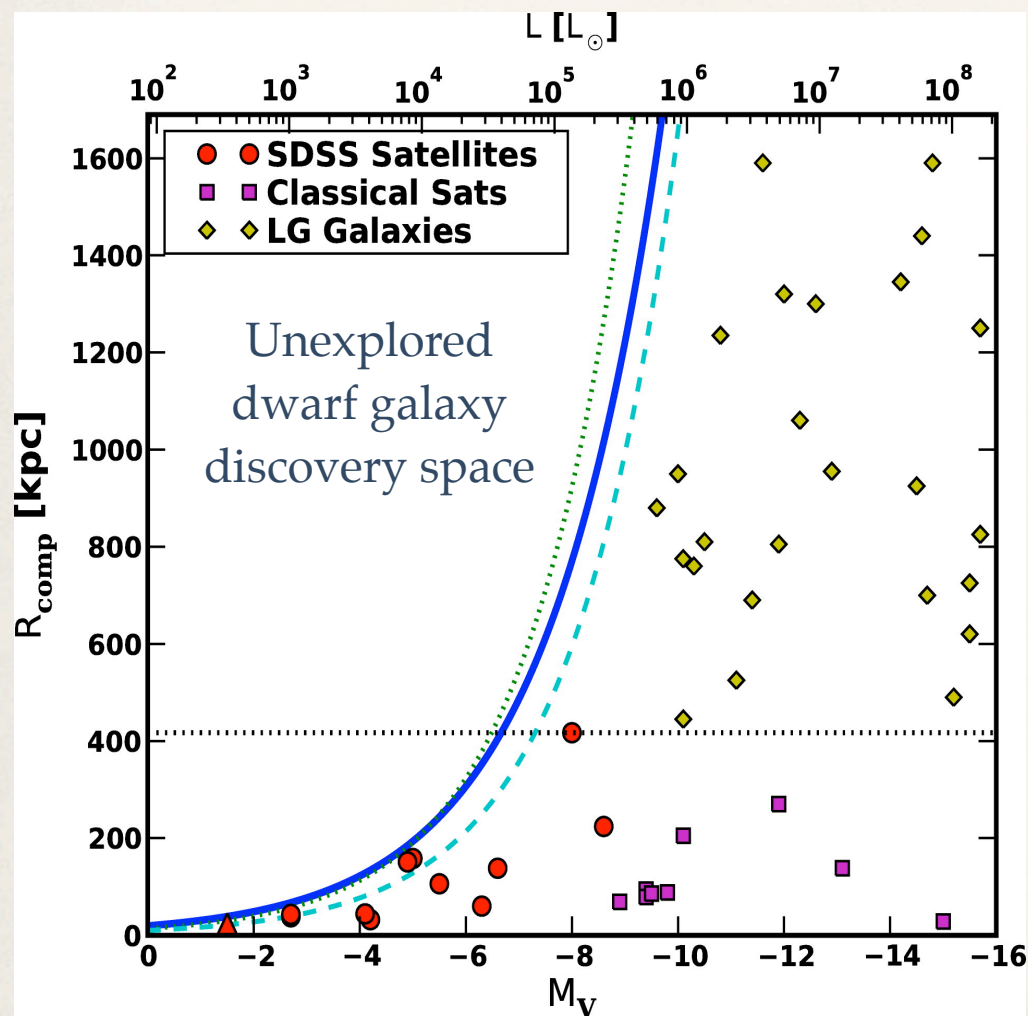 L [L☉]
10² 10³ 10⁴ 10⁵ 10⁶ 10⁷ 10⁸
SDSS Satellites
Classical Sats
LG Galaxies
Unexplored
dwarf galaxy
discovery space
R_comp [kpc]
1600
1400
1200
1000
800
600
400
200
0
0 −2 −4 −6 −8 −10 −12 −14 −16
M_V